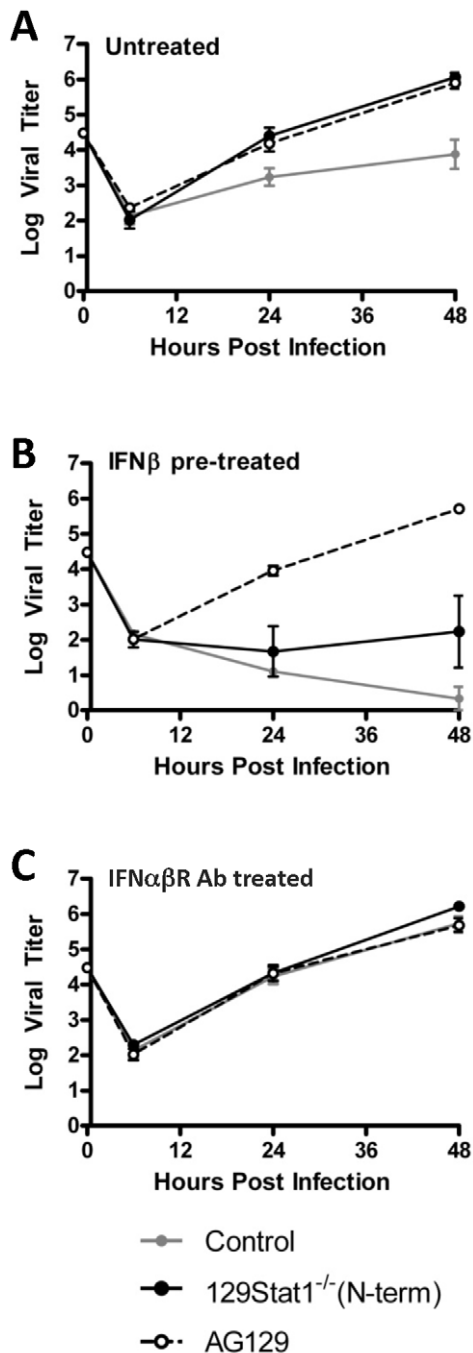 A
Untreated
Log Viral Titer
7
6
5
4
3
2
1
0
0 12 24 36 48
Hours Post Infection
B
IFNβ pre-treated
Log Viral Titer
7
6
5
4
3
2
1
0
0 12 24 36 48
Hours Post Infection
C
IFNαβR Ab treated
Log Viral Titer
7
6
5
4
3
2
1
0
0 12 24 36 48
Hours Post Infection
Control
129Stat1-/-(N-term)
AG129